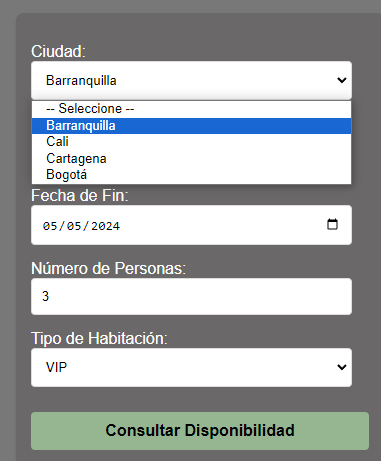 Ciudad:
Barranquilla
-- Seleccione --
Barranquilla
Cali
Cartagena
Bogotá
Fecha de Fin:
05/05/2024
Número de Personas:
3
Tipo de Habitación:
VIP
Consultar Disponibilidad